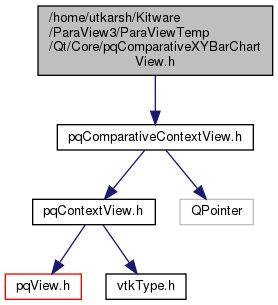 /home/utkarsh/Kitware
/ParaView3/ParaViewTemp
/Qt/Core/pqComparativeXYBarChart
View.h
pqComparativeContextView.h
pqContextView.h
QPointer
pqView.h
vtkType.h